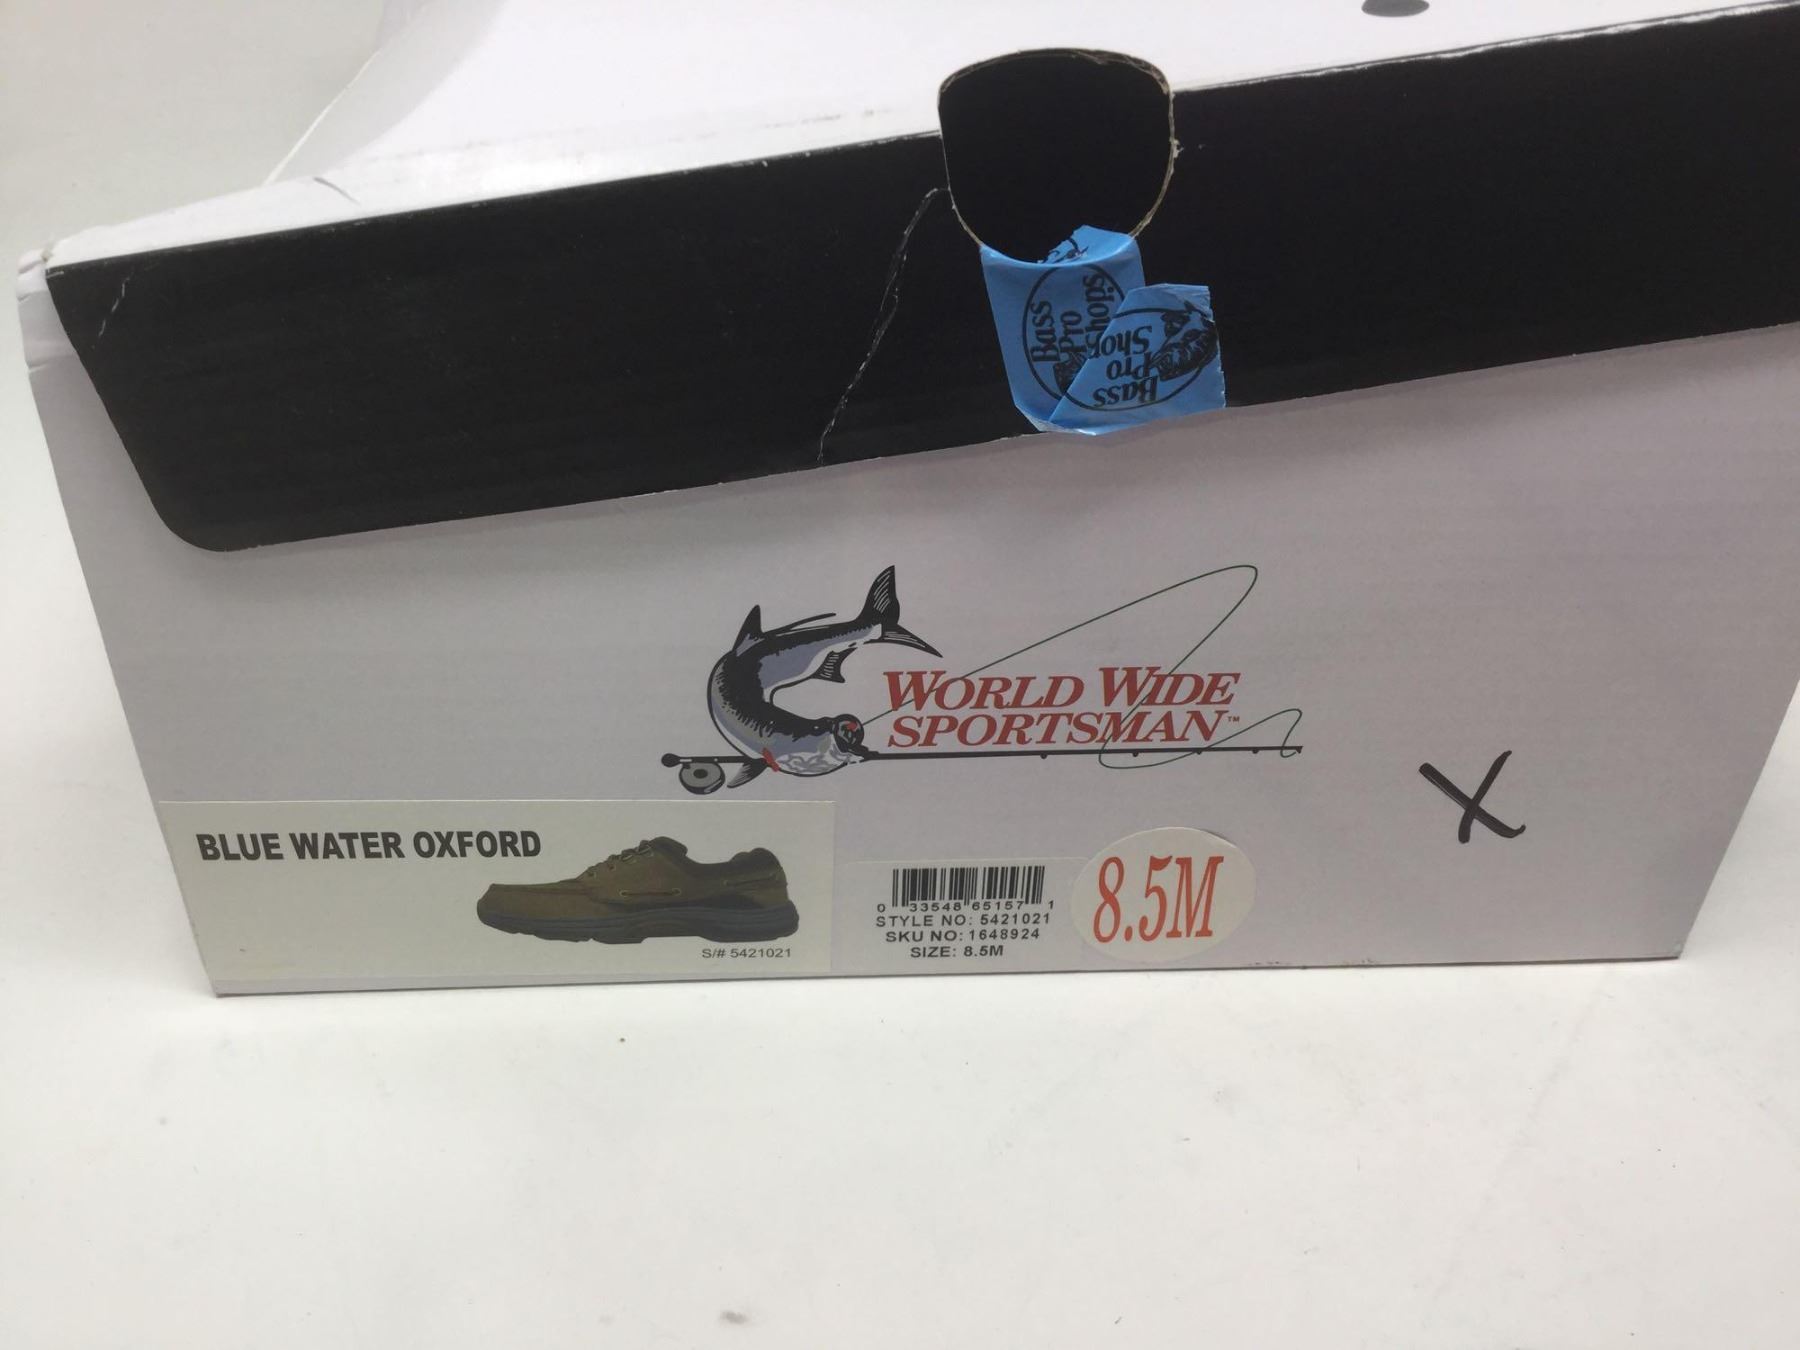 Bass
Pro
Shops
Bass
Pro
Shop
WORLD WIDE
SPORTSMAN™
X
BLUE WATER OXFORD
S/# 5421021
0 33548 65157 1
STYLE NO: 5421021
SKU NO: 1648924
SIZE: 8.5M
8.5M